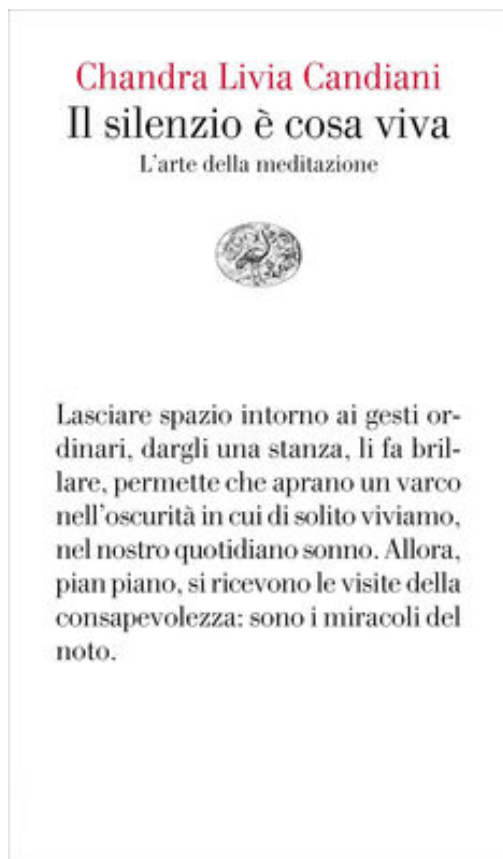 Chandra Livia Candiani
Il silenzio è cosa viva
L'arte della meditazione
Lasciare spazio intorno ai gesti or-
dinari, dargli una stanza, li fa bril-
lare, permette che aprano un varco
nell'oscurità in cui di solito viviamo,
nel nostro quotidiano sonno. Allora,
pian piano, si ricevono le visite della
consapevolezza: sono i miracoli del
noto.